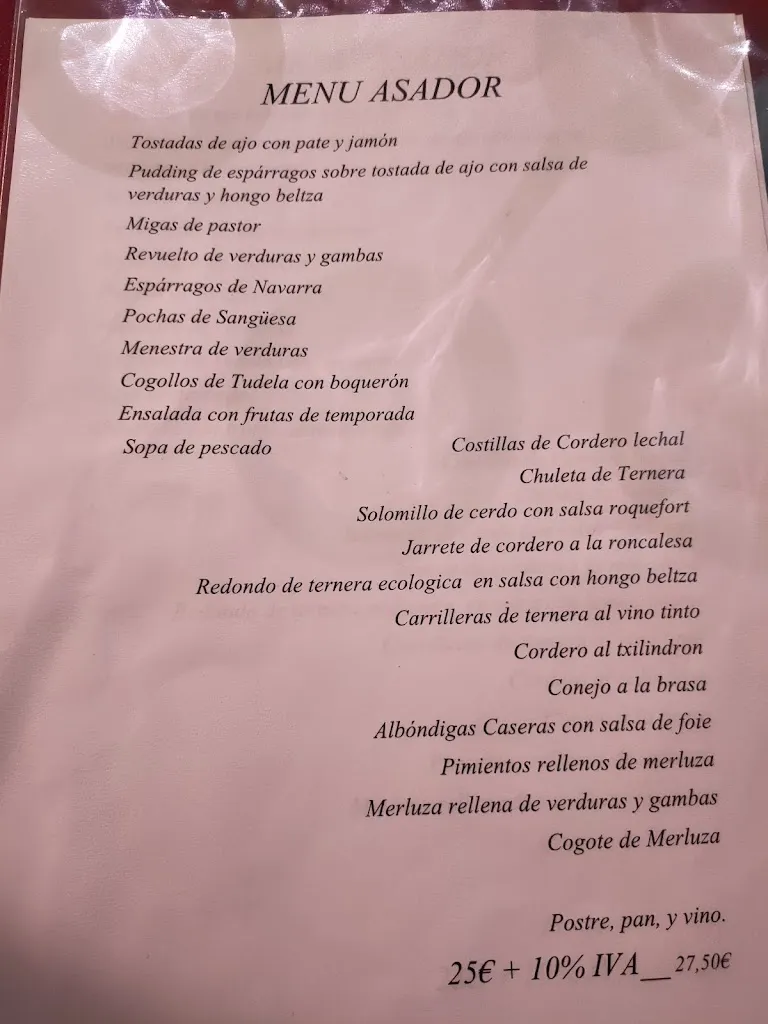 MENU ASADOR
Tostadas de ajo con pate y jamón
Pudding de espárragos sobre tostada de ajo con salsa de
verduras y hongo beltza
Migas de pastor
Revuelto de verduras y gambas
Espárragos de Navarra
Pochas de Sangüesa
Menestra de verduras
Cogollos de Tudela con boquerón
Ensalada con frutas de temporada
Sopa de pescado
Costillas de Cordero lechal
Chuleta de Ternera
Solomillo de cerdo con salsa roquefort
Jarrete de cordero a la roncalesa
Redondo de ternera ecologica en salsa con hongo beltza
Carrilleras de ternera al vino tinto
Cordero al txilindron
Conejo a la brasa
Albóndigas Caseras con salsa de foie
Pimientos rellenos de merluza
Merluza rellena de verduras y gambas
Cogote de Merluza
Postre, pan, y vino.
25€ + 10% IVA__27,50€